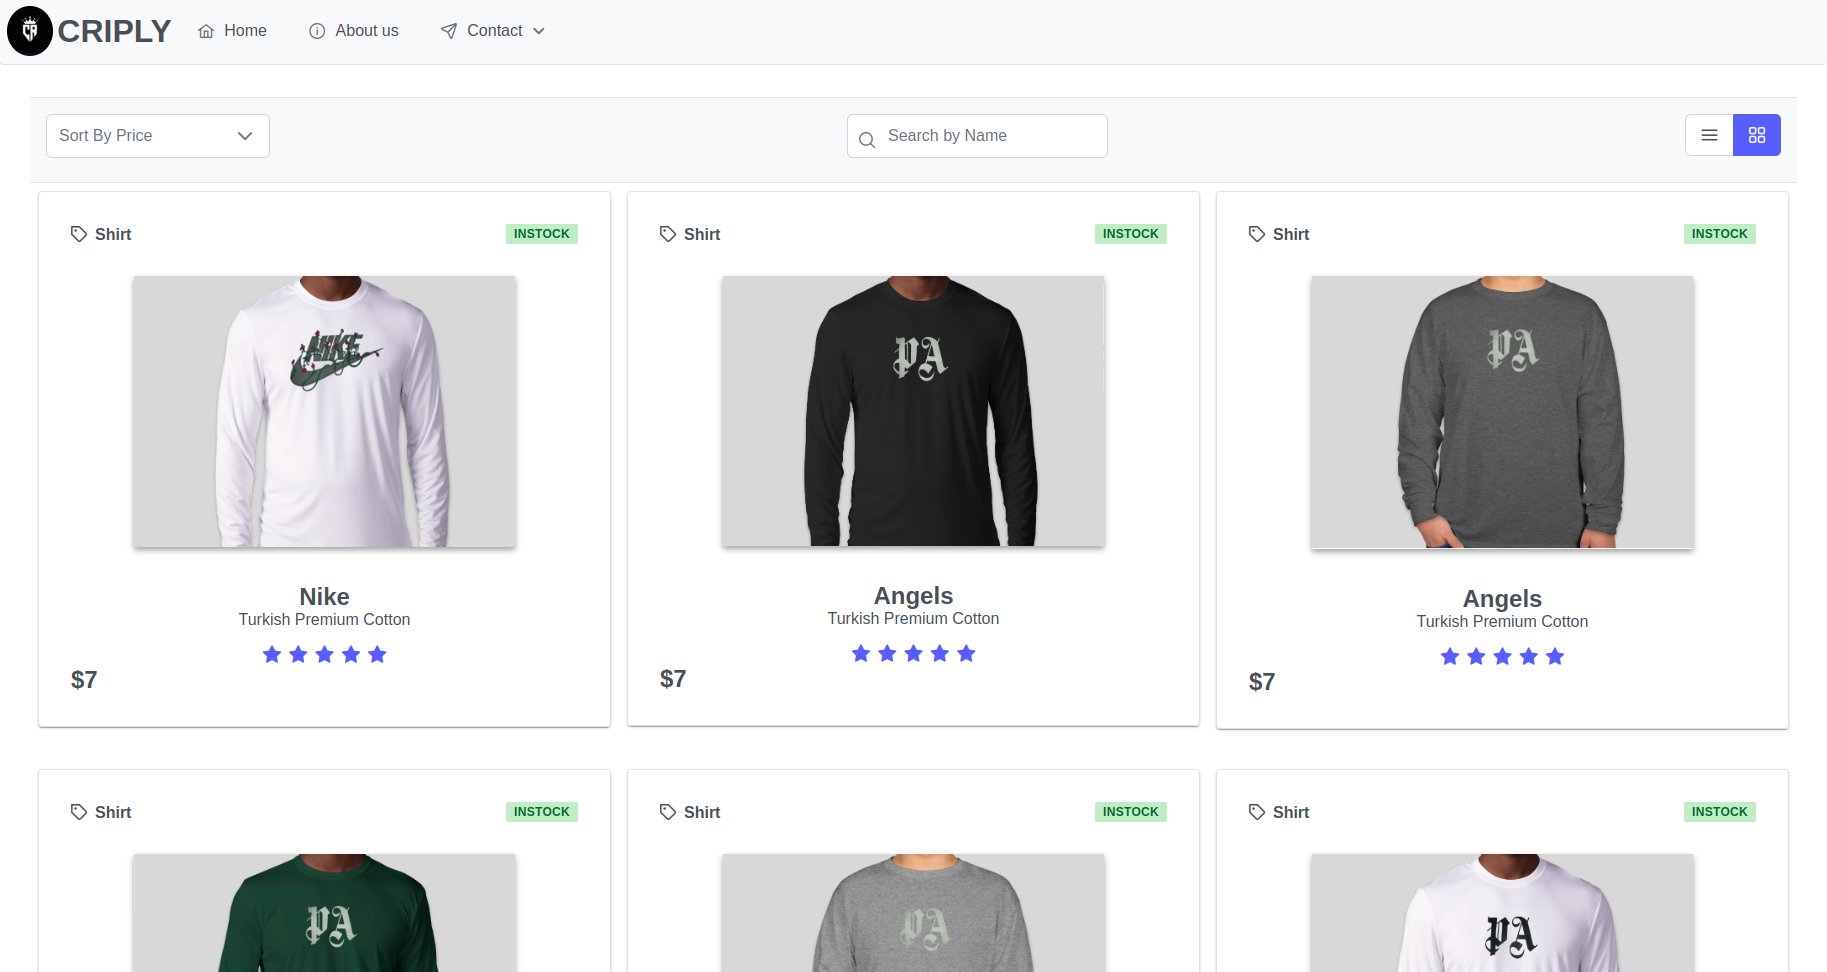 CR CRIPLY Home About us Contact
Sort By Price Search by Name
Shirt INSTOCK Shirt INSTOCK Shirt INSTOCK
NIKE PA PA
Nike Angels Angels
Turkish Premium Cotton Turkish Premium Cotton Turkish Premium Cotton
$7 $7 $7
Shirt INSTOCK Shirt INSTOCK Shirt INSTOCK
PA PA PA